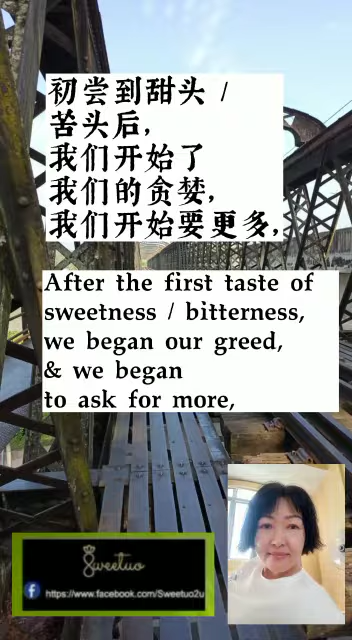 初尝到甜头 /
苦头后,
我们开始了
我们的贪婪,
我们开始要更多,
After the first taste of
sweetness / bitterness,
we began our greed,
& we began
to ask for more,
Sweetuo
https://www.facebook.com/Sweetuo2u